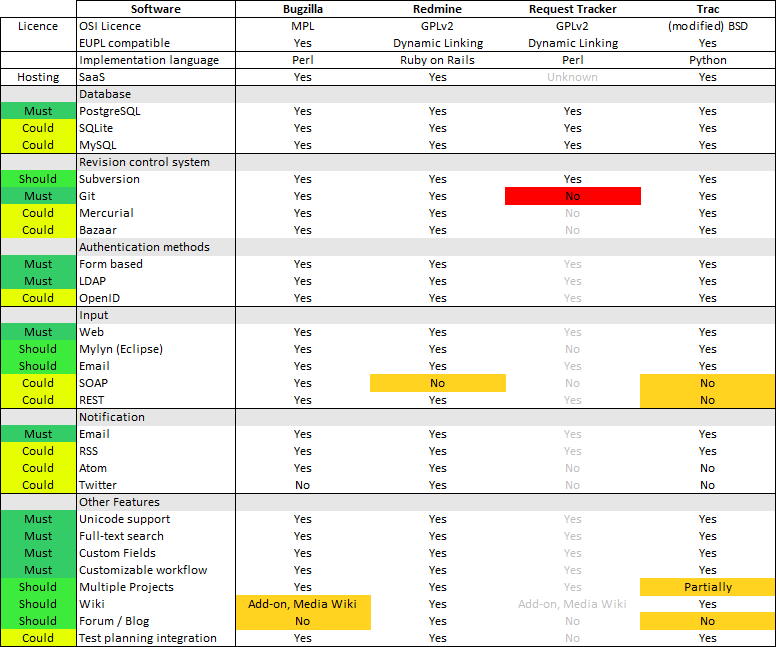 Software Bugzilla Redmine Request Tracker Trac
Licence OSI Licence MPL GPLv2 GPLv2 (modified) BSD
EUPL compatible Yes Dynamic Linking Dynamic Linking Yes
Implementation language Perl Ruby on Rails Perl Python
Hosting SaaS Yes Yes Unknown Yes
Database
Must PostgreSQL Yes Yes Yes Yes
Could SQLite Yes Yes Yes Yes
Could MySQL Yes Yes Yes Yes
Revision control system
Should Subversion Yes Yes Yes Yes
Must Git Yes Yes No Yes
Could Mercurial Yes Yes No Yes
Could Bazaar Yes Yes No Yes
Authentication methods
Must Form based Yes Yes Yes Yes
Must LDAP Yes Yes Yes Yes
Could OpenID Yes Yes Yes Yes
Input
Must Web Yes Yes Yes Yes
Should Mylyn (Eclipse) Yes Yes No Yes
Should Email Yes Yes Yes Yes
Could SOAP Yes No No No
Could REST Yes Yes Yes No
Notification
Must Email Yes Yes Yes Yes
Could RSS Yes Yes Yes Yes
Could Atom Yes Yes No No
Could Twitter No Yes No No
Other Features
Must Unicode support Yes Yes Yes Yes
Must Full-text search Yes Yes Yes Yes
Must Custom Fields Yes Yes Yes Yes
Must Customizable workflow Yes Yes Yes Yes
Should Multiple Projects Yes Yes Yes Partially
Should Wiki Add-on, Media Wiki Yes Add-on, Media Wiki Yes
Should Forum / Blog No Yes No No
Could Test planning integration Yes Yes No Yes